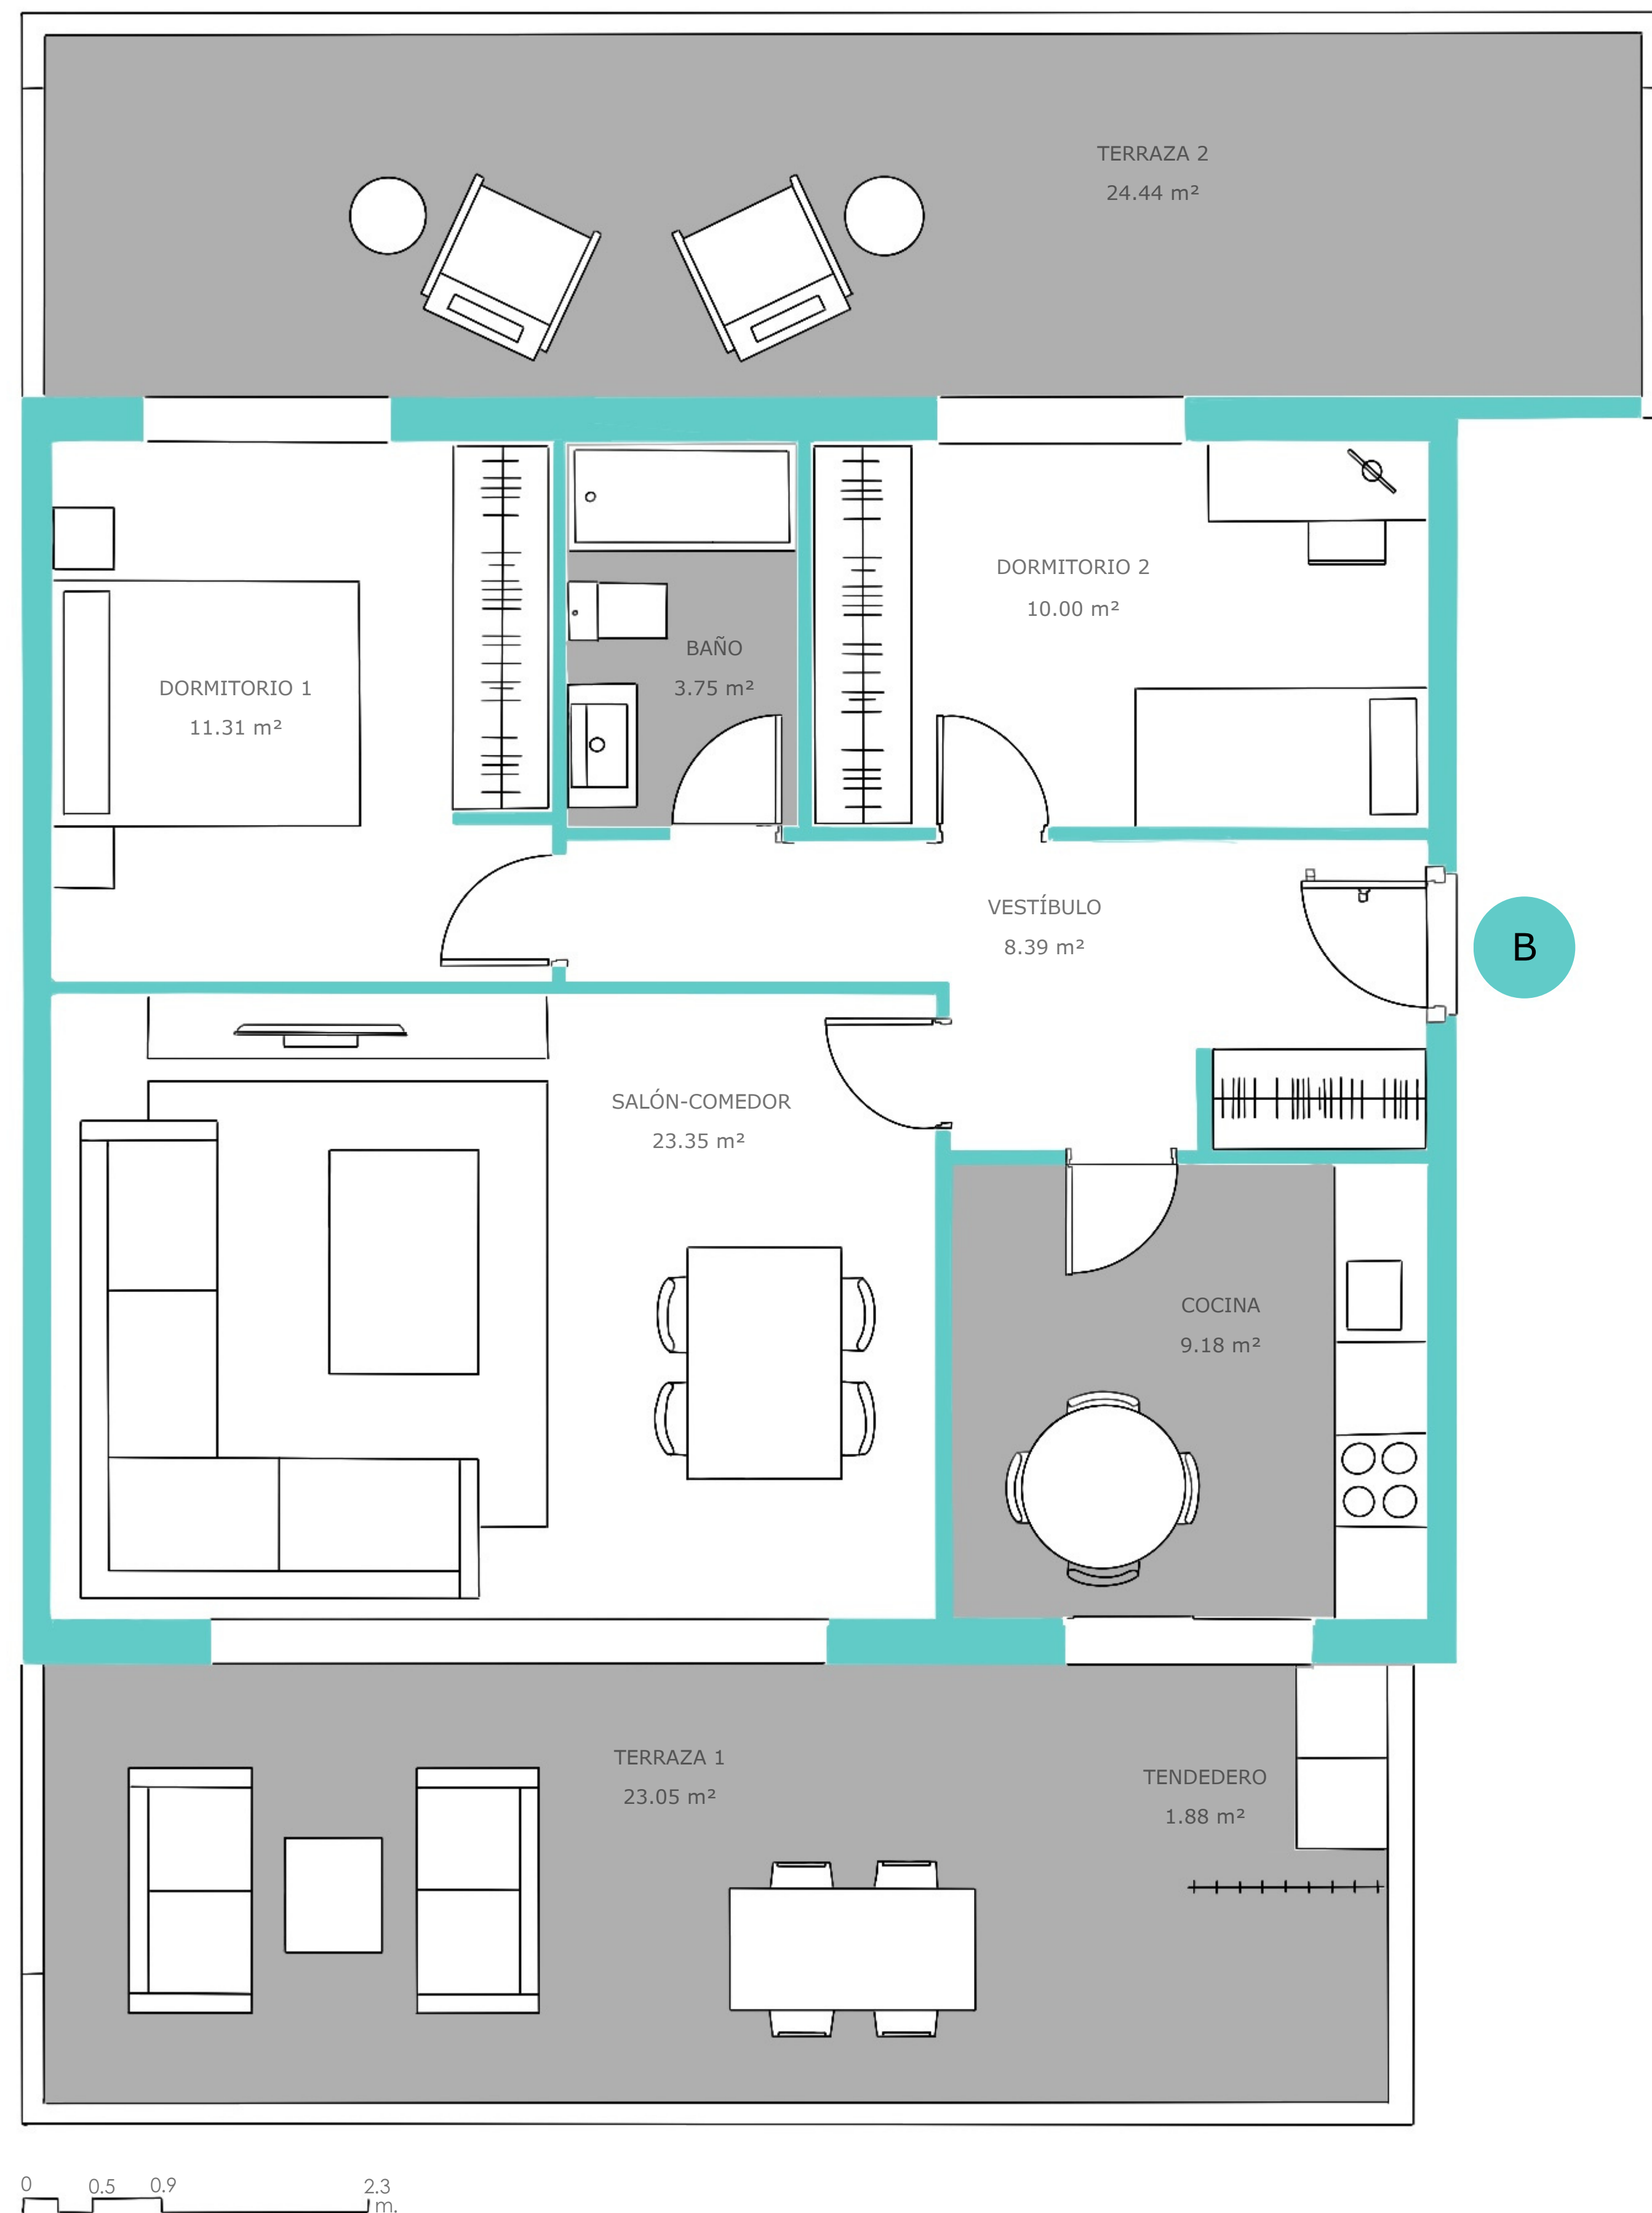 TERRAZA 2
24.44 m²
DORMITORIO 2
10.00 m²
BAÑO
3.75 m²
DORMITORIO 1
11.31 m²
VESTÍBULO
8.39 m²
B
SALÓN-COMEDOR
23.35 m²
COCINA
9.18 m²
TERRAZA 1
23.05 m²
TENDEDERO
1.88 m²
0 0.5 0.9 2.3
m.